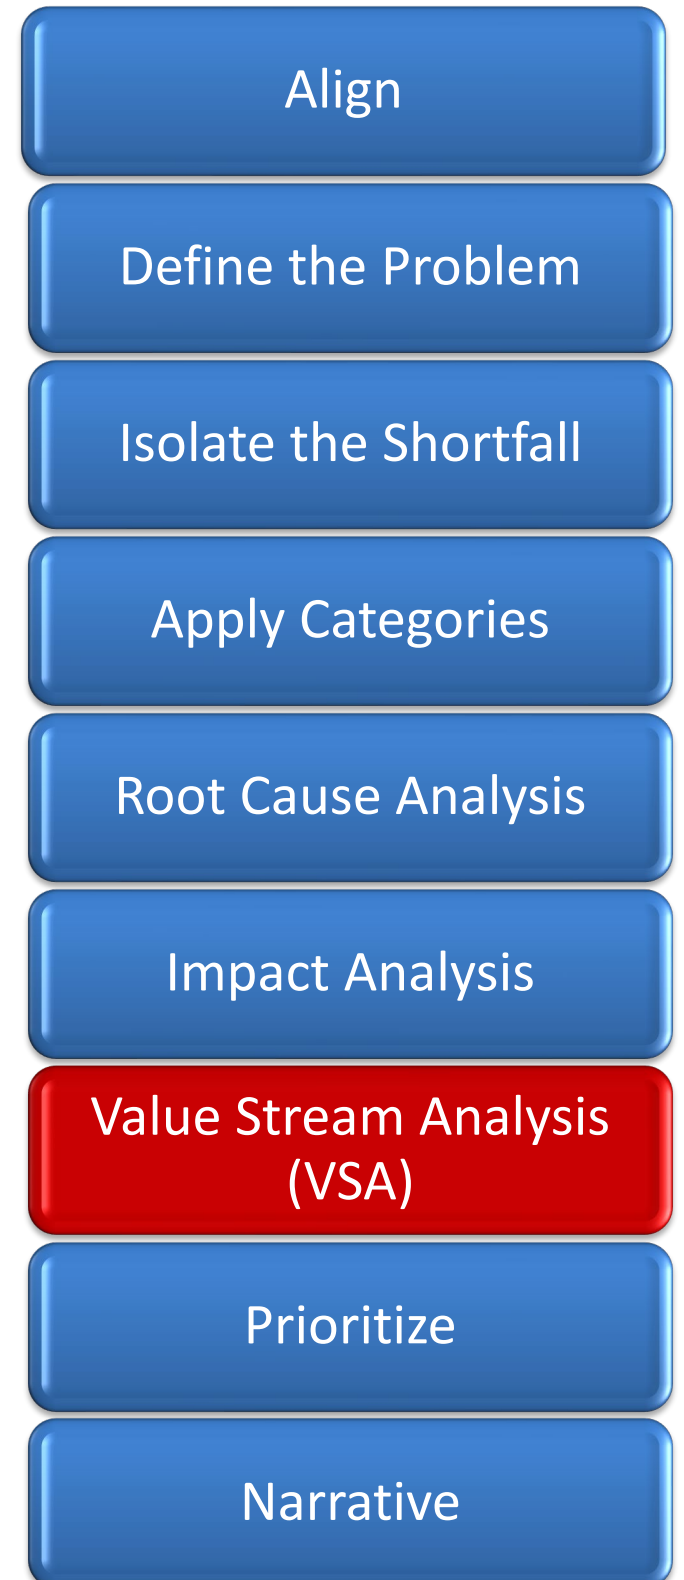 Align
Define the Problem
Isolate the Shortfall
Apply Categories
Root Cause Analysis
Impact Analysis
Value Stream Analysis
(VSA)
Prioritize
Narrative